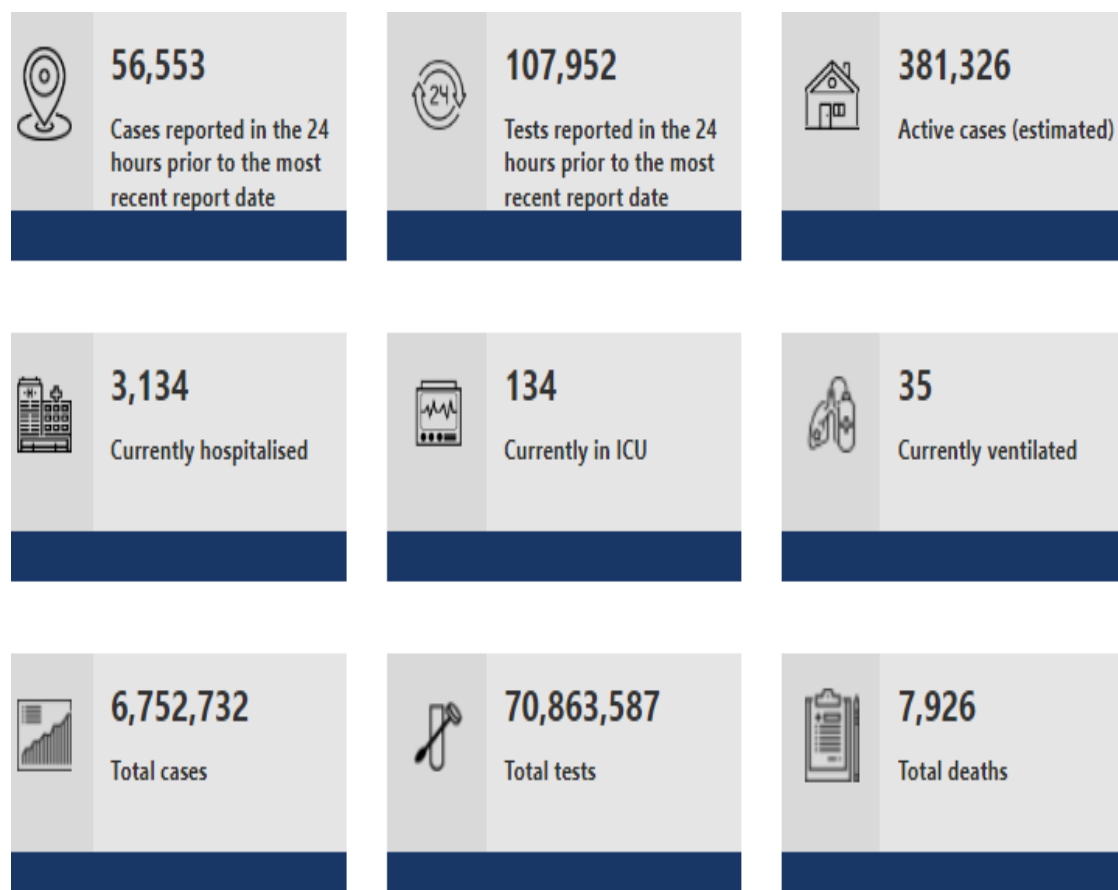 56,553
Cases reported in the 24
hours prior to the most
recent report date
107,952
Tests reported in the 24
hours prior to the most
recent report date
24
381,326
Active cases (estimated)
3,134
Currently hospitalised
H
134
Currently in ICU
35
Currently ventilated
6,752,732
Total cases
70,863,587
Total tests
7,926
Total deaths